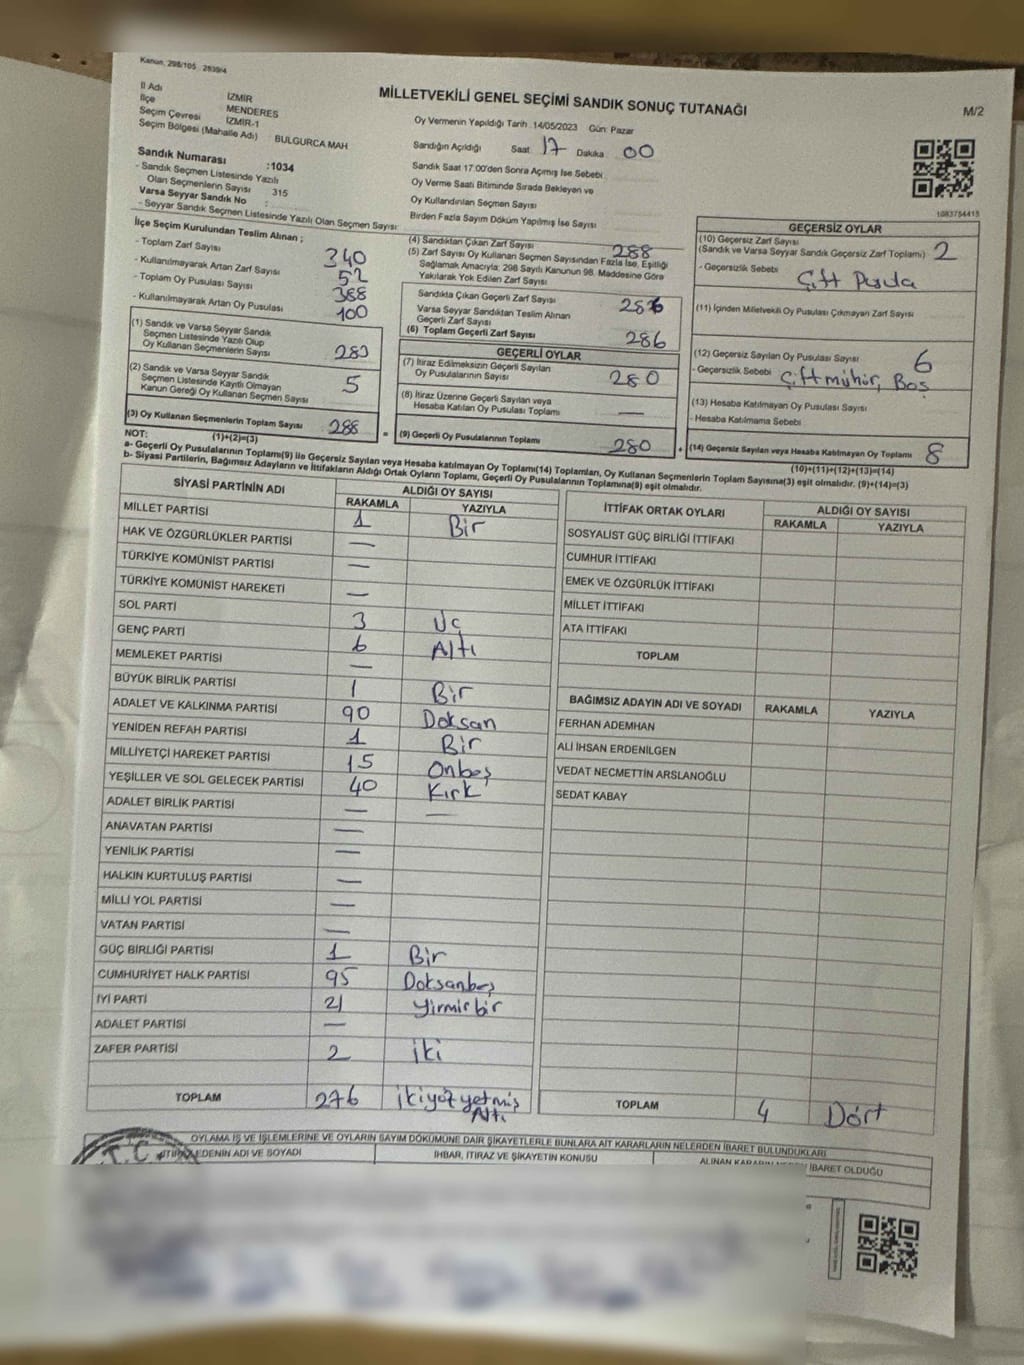 Kanun, 298/105 2839/4
MİLLETVEKİLİ GENEL SEÇİMİ SANDIK SONUÇ TUTANAĞI
M/2
İl Adı İZMİR
İlçe MENDERES
Seçim Çevresi İZMİR-1
Seçim Bölgesi (Mahalle Adı) BULGURCA MAH
Sandık Numarası :1034
- Sandık Seçmen Listesinde Yazılı
Olan Seçmenlerin Sayısı 315
Varsa Seyyar Sandık No :
- Seyyar Sandık Seçmen Listesinde Yazılı Olan Seçmen Sayısı:
Oy Vermenin Yapıldığı Tarih :14/05/2023 Gün: Pazar
Sandığın Açıldığı Saat 17 Dakika 00
Sandık Saat 17:00'den Sonra Açımış İse Sebebi
Oy Verme Saati Bitiminde Sırada Bekleyen ve
Oy Kullandırılan Seçmen Sayısı
Birden Fazla Sayım Döküm Yapılmış İse Sayısı
1083754415
İlçe Seçim Kurulundan Teslim Alınan ;
- Toplam Zarf Sayısı 340
- Kullanılmayarak Artan Zarf Sayısı 52
- Toplam Oy Pusulası Sayısı 388
- Kullanılmayarak Artan Oy Pusulası 100
(1) Sandık ve Varsa Seyyar Sandık
Seçmen Listesinde Yazılı Olup
Oy Kullanan Seçmenlerin Sayısı 283
(2) Sandık ve Varsa Seyyar Sandık
Seçmen Listesinde Kayıtlı Olmayan
Kanun Gereği Oy Kullanan Seçmen Sayısı 5
(3) Oy Kullanan Seçmenlerin Toplam Sayısı 288
(1)+(2)=(3)
(4) Sandıktan Çıkan Zarf Sayısı 288
(5) Zarf Sayısı Oy Kullanan Seçmen Sayısından Fazla İse, Eşitliği
Sağlamak Amacıyla; 298 Sayılı Kanunun 98. Maddesine Göre
Yakılarak Yok Edilen Zarf Sayısı
Sandıkta Çıkan Geçerli Zarf Sayısı 286
Varsa Seyyar Sandıktan Teslim Alınan
Geçerli Zarf Sayısı
(6) Toplam Geçerli Zarf Sayısı 286
GEÇERLİ OYLAR
(7) İtiraz Edilmeksizin Geçerli Sayılan
Oy Pusulalarının Sayısı 280
(8) İtiraz Üzerine Geçerli Sayılan veya
Hesaba Katılan Oy Pusulası Toplamı —
= (9) Geçerli Oy Pusulalarının Toplamı 280 +
GEÇERSİZ OYLAR
(10) Geçersiz Zarf Sayısı
(Sandık ve Varsa Seyyar Sandık Geçersiz Zarf Toplamı) 2
- Geçersizlik Sebebi Çift Pusula
(11) İçinden Milletvekili Oy Pusulası Çıkmayan Zarf Sayısı
(12) Geçersiz Sayılan Oy Pusulası Sayısı 6
- Geçersizlik Sebebi Çift mühür, Boş
(13) Hesaba Katılmayan Oy Pusulası Sayısı
- Hesaba Katılmama Sebebi
(14) Geçersiz Sayılan veya Hesaba Katılmayan Oy Toplamı 8
(10)+(11)+(12)+(13)=(14)
NOT:
a- Geçerli Oy Pusulalarının Toplamı(9) ile Geçersiz Sayılan veya Hesaba katılmayan Oy Toplamı(14) Toplamları, Oy Kullanan Seçmenlerin Toplam Sayısına(3) eşit olmalıdır. (9)+(14)=(3)
b- Siyasi Partilerin, Bağımsız Adayların ve İttifakların Aldığı Ortak Oyların Toplamı, Geçerli Oy Pusulalarının Toplamına(9) eşit olmalıdır.
SİYASİ PARTİNİN ADI ALDIĞI OY SAYISI
RAKAMLA YAZIYLA
MİLLET PARTİSİ 1 Bir
HAK VE ÖZGÜRLÜKLER PARTİSİ —
TÜRKİYE KOMÜNİST PARTİSİ —
TÜRKİYE KOMÜNİST HAREKETİ —
SOL PARTİ 3 Uç
GENÇ PARTİ 6 Altı
MEMLEKET PARTİSİ —
BÜYÜK BİRLİK PARTİSİ 1 Bir
ADALET VE KALKINMA PARTİSİ 90 Doksan
YENİDEN REFAH PARTİSİ 1 Bir
MİLLİYETÇİ HAREKET PARTİSİ 15 Onbeş
YEŞİLLER VE SOL GELECEK PARTİSİ 40 Kırk
ADALET BİRLİK PARTİSİ — —
ANAVATAN PARTİSİ —
YENİLİK PARTİSİ —
HALKIN KURTULUŞ PARTİSİ —
MİLLİ YOL PARTİSİ —
VATAN PARTİSİ —
GÜÇ BİRLİĞİ PARTİSİ 1 Bir
CUMHURİYET HALK PARTİSİ 95 Doksanbeş
İYİ PARTİ 21 Yirmirbir
ADALET PARTİSİ —
ZAFER PARTİSİ 2 İki
TOPLAM 276 İkiyüzyetmiş
Altı
İTTİFAK ORTAK OYLARI ALDIĞI OY SAYISI
RAKAMLA YAZIYLA
SOSYALİST GÜÇ BİRLİĞİ İTTİFAKI
CUMHUR İTTİFAKI
EMEK VE ÖZGÜRLÜK İTTİFAKI
MİLLET İTTİFAKI
ATA İTTİFAKI
TOPLAM
BAĞIMSIZ ADAYIN ADI VE SOYADI RAKAMLA YAZIYLA
FERHAN ADEMHAN
ALİ İHSAN ERDENİLGEN
VEDAT NECMETTİN ARSLANOĞLU
SEDAT KABAY
TOPLAM 4 Dört
OYLAMA İŞ VE İŞLEMLERİNE VE OYLARIN SAYIM DÖKÜMÜNE DAİR ŞİKAYETLERLE BUNLARA AİT KARARLARIN NELERDEN İBARET BULUNDUKLARI
İTİRAZ EDENİN ADI VE SOYADI İHBAR, İTİRAZ VE ŞİKAYETİN KONUSU ALINAN KARARIN NEDEN İBARET OLDUĞU
T.C.